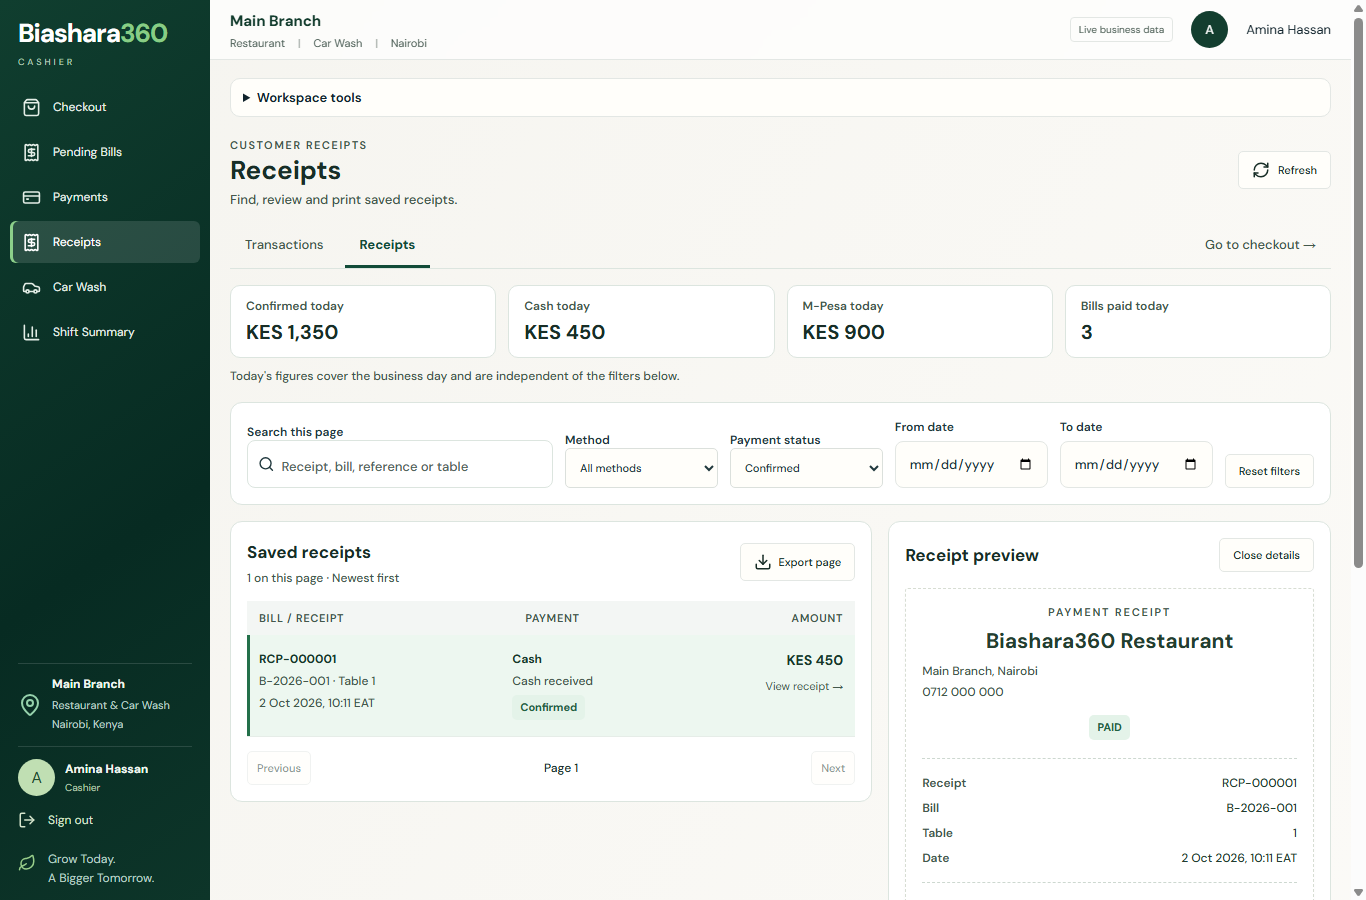 Biashara360
CASHIER
Checkout
Pending Bills
Payments
Receipts
Car Wash
Shift Summary
Main Branch
Restaurant & Car Wash
Nairobi, Kenya
A
Amina Hassan
Cashier
Sign out
Grow Today.
A Bigger Tomorrow.
Main Branch
Restaurant | Car Wash | Nairobi
Live business data
A
Amina Hassan
Workspace tools
CUSTOMER RECEIPTS
Receipts
Find, review and print saved receipts.
Refresh
Transactions
Receipts
Go to checkout →
Confirmed today
KES 1,350
Cash today
KES 450
M-Pesa today
KES 900
Bills paid today
3
Today's figures cover the business day and are independent of the filters below.
Search this page
Receipt, bill, reference or table
Method
All methods
Payment status
Confirmed
From date
mm/dd/yyyy
To date
mm/dd/yyyy
Reset filters
Saved receipts
1 on this page · Newest first
Export page
BILL / RECEIPT PAYMENT AMOUNT
RCP-000001 Cash KES 450
B-2026-001 · Table 1 Cash received View receipt →
2 Oct 2026, 10:11 EAT Confirmed
Previous Page 1 Next
Receipt preview
Close details
PAYMENT RECEIPT
Biashara360 Restaurant
Main Branch, Nairobi
0712 000 000
PAID
Receipt RCP-000001
Bill B-2026-001
Table 1
Date 2 Oct 2026, 10:11 EAT